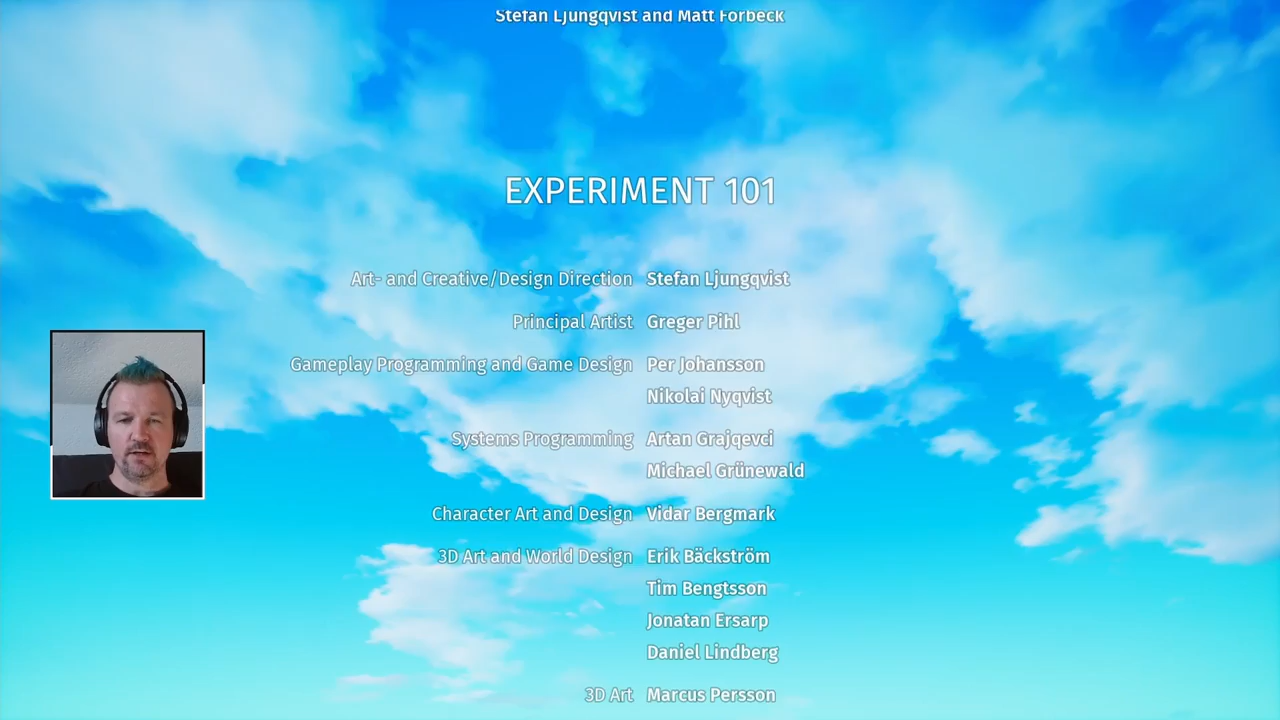 Stefan Ljungqvist and Matt Forbeck
EXPERIMENT 101
Art- and Creative/Design Direction Stefan Ljungqvist
Principal Artist Greger Pihl
Gameplay Programming and Game Design Per Johansson
Nikolai Nyqvist
Systems Programming Artan Grajqevci
Michael Grünewald
Character Art and Design Vidar Bergmark
3D Art and World Design Erik Bäckström
Tim Bengtsson
Jonatan Ersarp
Daniel Lindberg
3D Art Marcus Persson